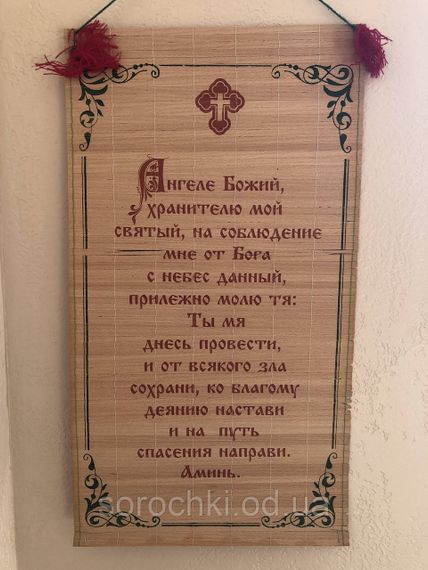 Ангеле Божий,
хранителю мой
святый, на соблюдение
мне от Бога
с небес данный,
прилежно молю тя:
Ты мя
днесь провести,
и от всякого зла
сохрани, ко благому
деянию настави
и на путь
спасения направи.
Аминь.
sorochki.od.ua